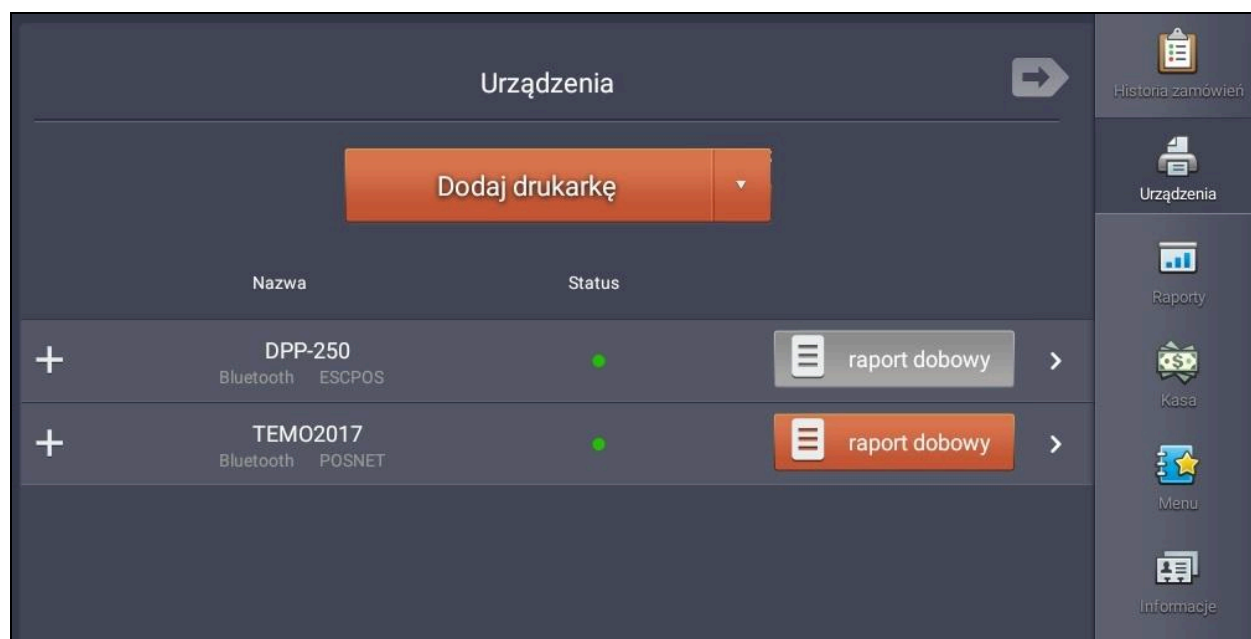 Urządzenia
Dodaj drukarkę
Nazwa Status
DPP-250
Bluetooth ESCPOS
raport dobowy
TEMO2017
Bluetooth POSNET
raport dobowy
Historia zamówień
Urządzenia
Raporty
Kasa
Menu
Informacje